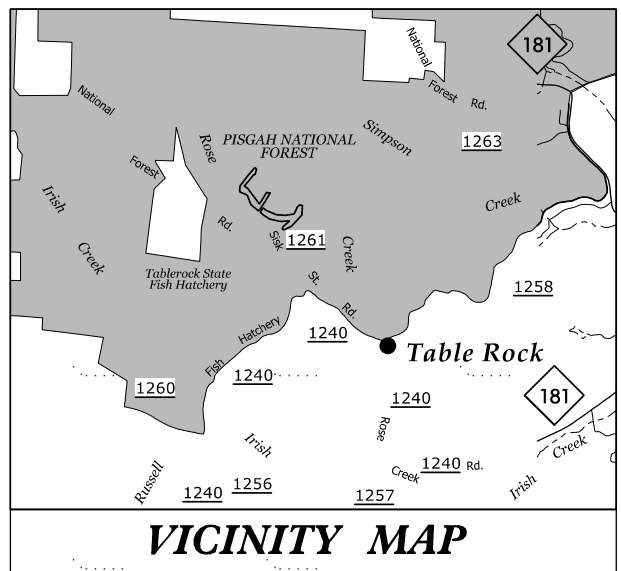 181
National
National
Forest Rd.
Simpson
1263
Rose
PISGAH NATIONAL
FOREST
Forest
Irish
Creek
Rd.
Creek
Sisk
1261
Creek
Tablerock State
Fish Hatchery
St.
1258
Rd.
Hatchery
1240
Table Rock
Fish
1240
1260
181
1240
Rose
Irish
Creek
1240 Rd.
Creek
Russell
Irish
1240
1256
1257
VICINITY MAP